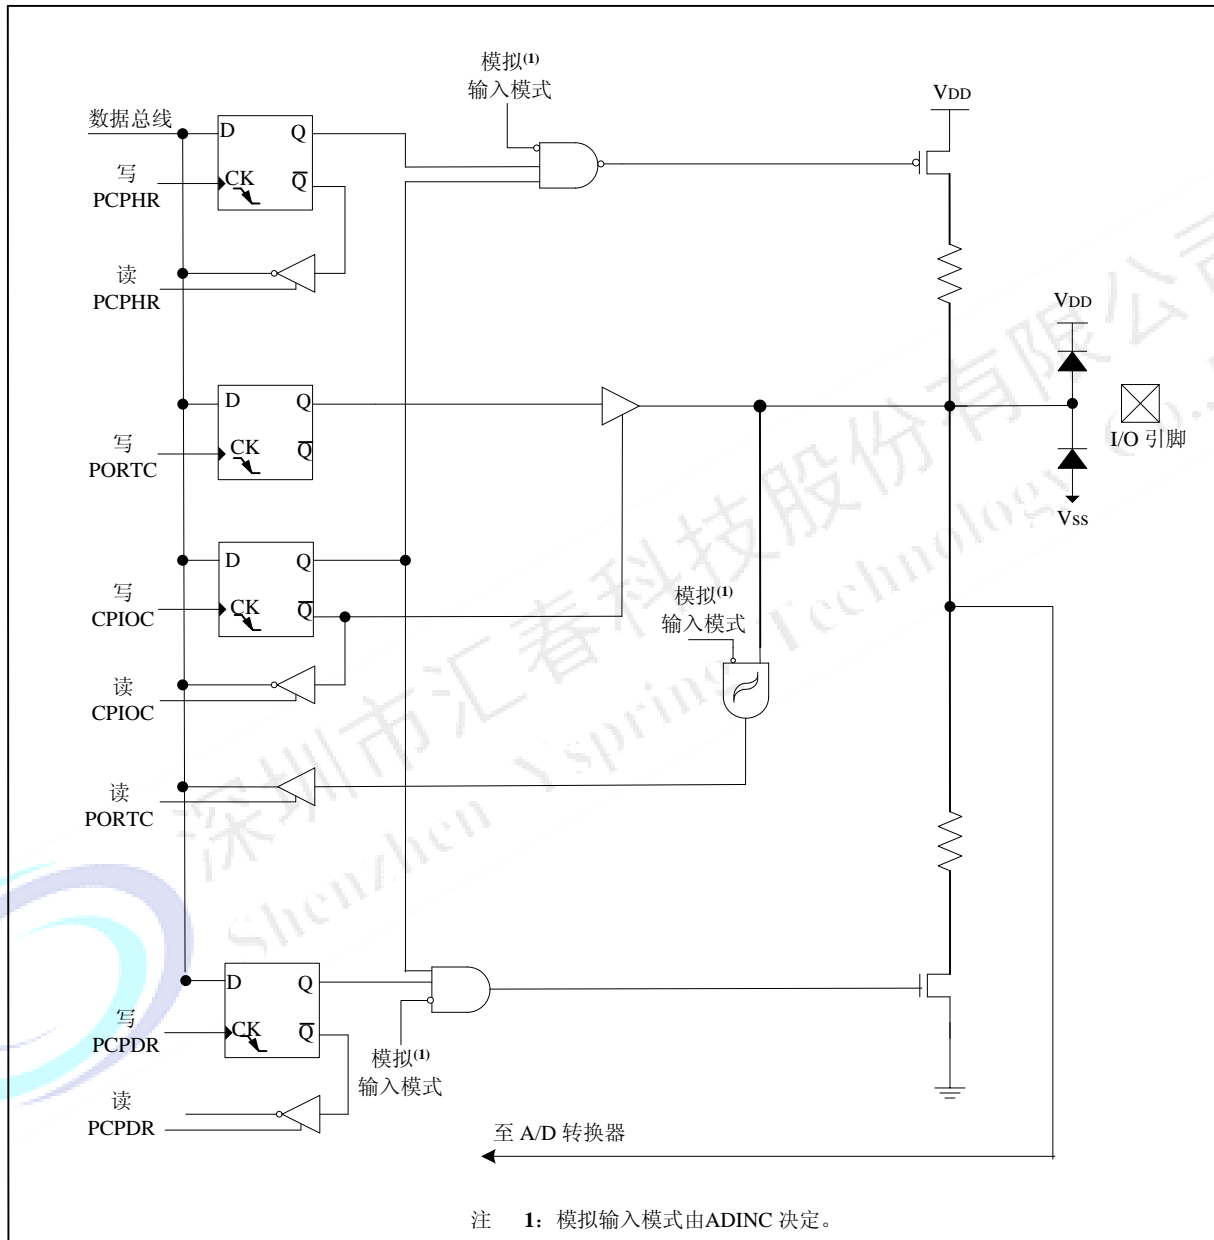 模拟(1)
输入模式
VDD
数据总线
D Q
写
PCPHR
CK Q
读
PCPHR
VDD
D Q
写
PORTC
CK Q
I/O 引脚
VSS
D Q
写
CPIOC
CK Q
模拟(1)
输入模式
读
CPIOC
读
PORTC
D Q
写
PCPDR
CK Q
模拟(1)
输入模式
读
PCPDR
至 A/D 转换器
注 1：模拟输入模式由ADINC 决定。
深圳市汇春科技股份有限公司
Shenzhen Yspring Technology Co.,